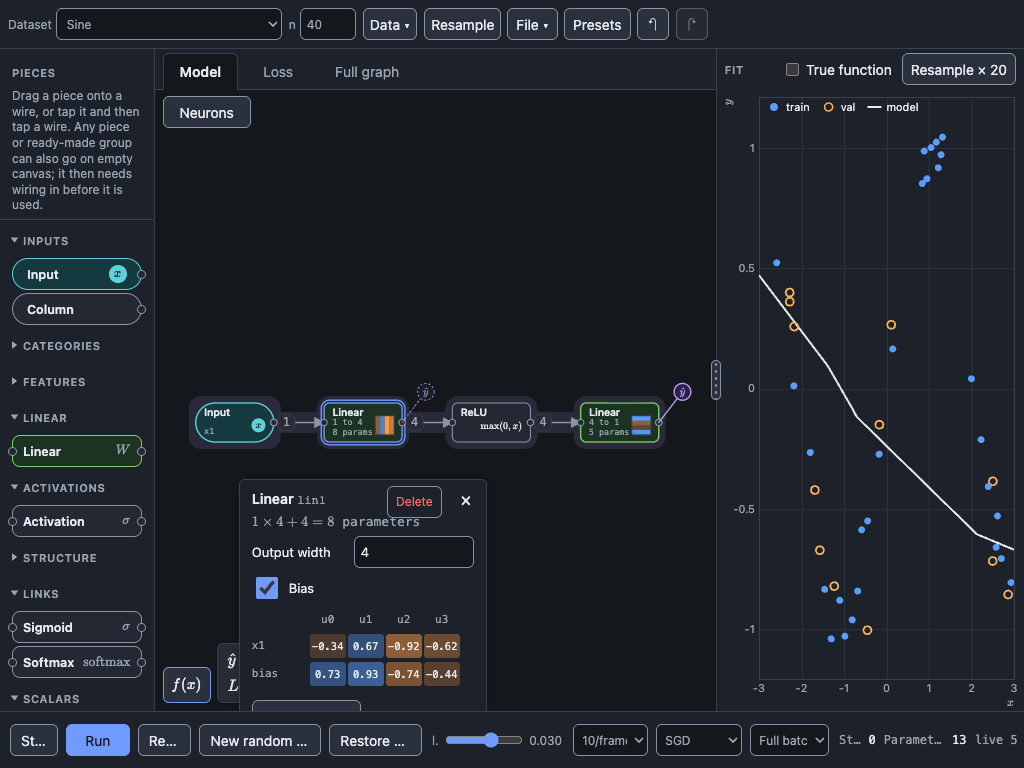 Dataset Sine n 40 Data ▾ Resample File ▾ Presets
PIECES
Drag a piece onto a
wire, or tap it and then
tap a wire. Any piece
or ready-made group
can also go on empty
canvas; it then needs
wiring in before it is
used.
INPUTS
Input x
Column
CATEGORIES
FEATURES
LINEAR
Linear W
ACTIVATIONS
Activation σ
STRUCTURE
LINKS
Sigmoid σ
Softmax softmax
SCALARS
Model Loss Full graph
Neurons
Input
x1 x
1
Linear
1 to 4
8 params
ŷ
4
ReLU
max(0, x)
4
Linear
4 to 1
5 params
ŷ
Linear lin1 Delete ×
1 × 4 + 4 = 8 parameters
Output width 4
Bias
u0 u1 u2 u3
x1 −0.34 0.67 −0.92 −0.62
bias 0.73 0.93 −0.74 −0.44
f(x)
ŷ
L
FIT True function Resample × 20
y
train val model
1
0.5
0
-0.5
-1
-3 -2 -1 0 1 2 3
x
St... Run Re... New random ... Restore ... l. 0.030 10/frame SGD Full batc St… 0 Paramet… 13 live 5